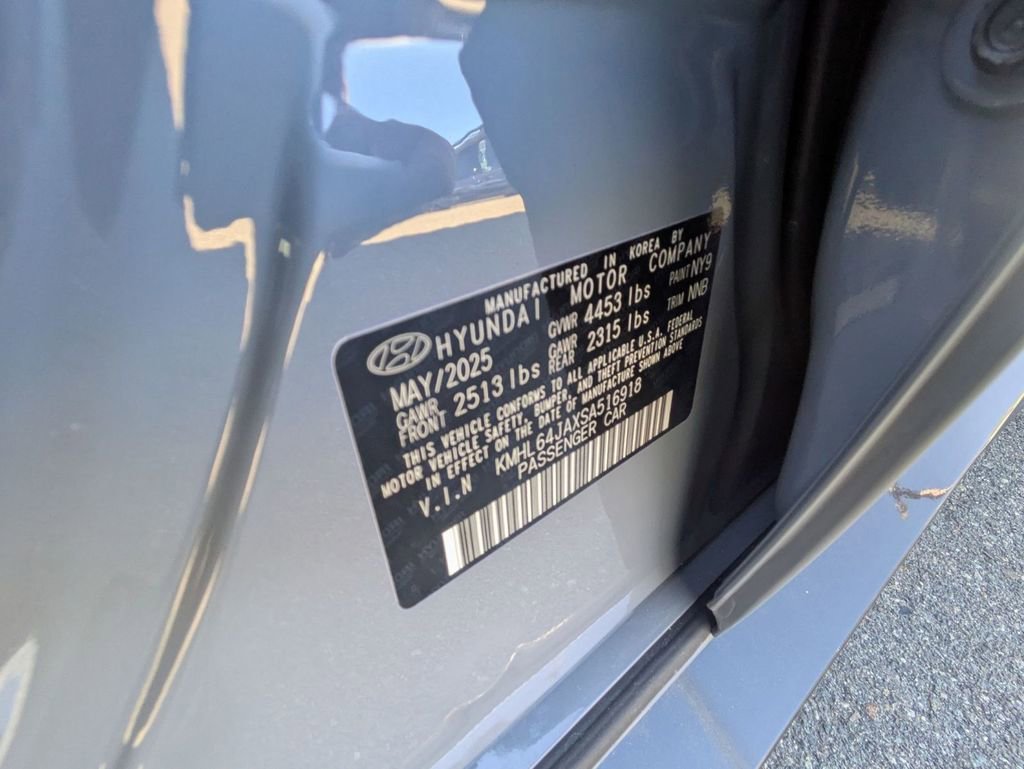 MANUFACTURED IN KOREA BY
HYUNDAI MOTOR COMPANY
MAY/2025 GVWR 4453 lbs PAINT NY9
GAWR FRONT 2513 lbs GAWR REAR 2315 lbs TRIM NNB
THIS VEHICLE CONFORMS TO ALL APPLICABLE U.S.A. FEDERAL
MOTOR VEHICLE SAFETY, BUMPER, AND THEFT PREVENTION STANDARDS
IN EFFECT ON THE DATE OF MANUFACTURE SHOWN ABOVE
V.I.N KMHL64JAXSA516918
PASSENGER CAR